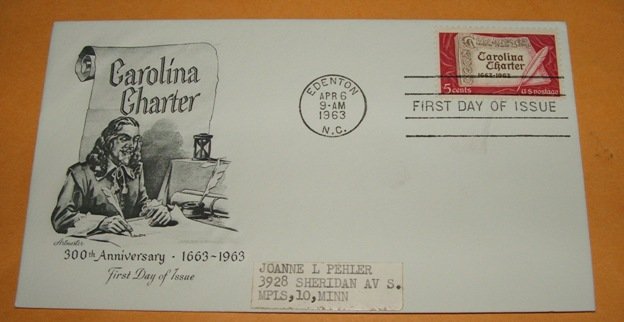 Carolina
Charter
Artmaster
300th Anniversary · 1663-1963
First Day of Issue
EDENTON
APR 6
9-AM
1963
N.C.
Carolina
Charter
1663-1963
5 cents U.S. postage
FIRST DAY OF ISSUE
JOANNE L PEHLER
3928 SHERIDAN AV S.
MPLS,10,MINN